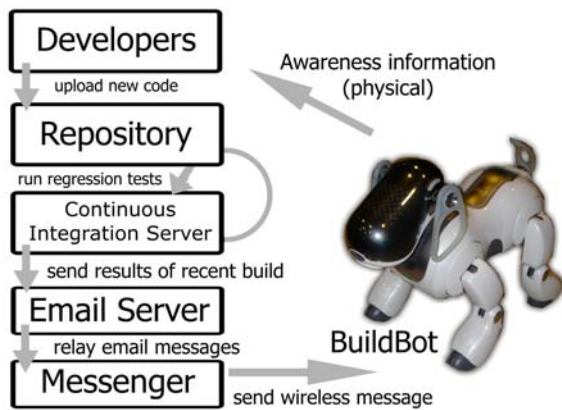 Developers
upload new code
Repository
run regression tests
Continuous
Integration Server
send results of recent build
Email Server
relay email messages
Messenger
send wireless message
BuildBot
Awareness information
(physical)